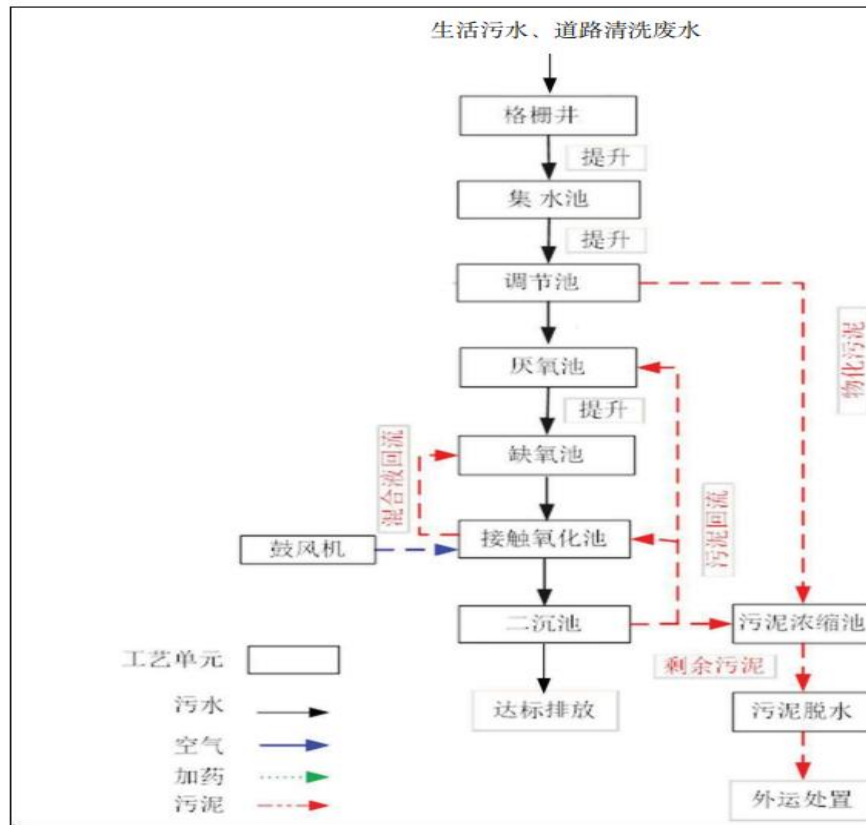 生活污水、道路清洗废水
格栅井
提升
集水池
提升
调节池
物化污泥
厌氧池
提升
混合液回流
缺氧池
污泥回流
鼓风机
接触氧化池
二沉池
污泥浓缩池
剩余污泥
工艺单元
污水
达标排放
污泥脱水
空气
加药
污泥
外运处置